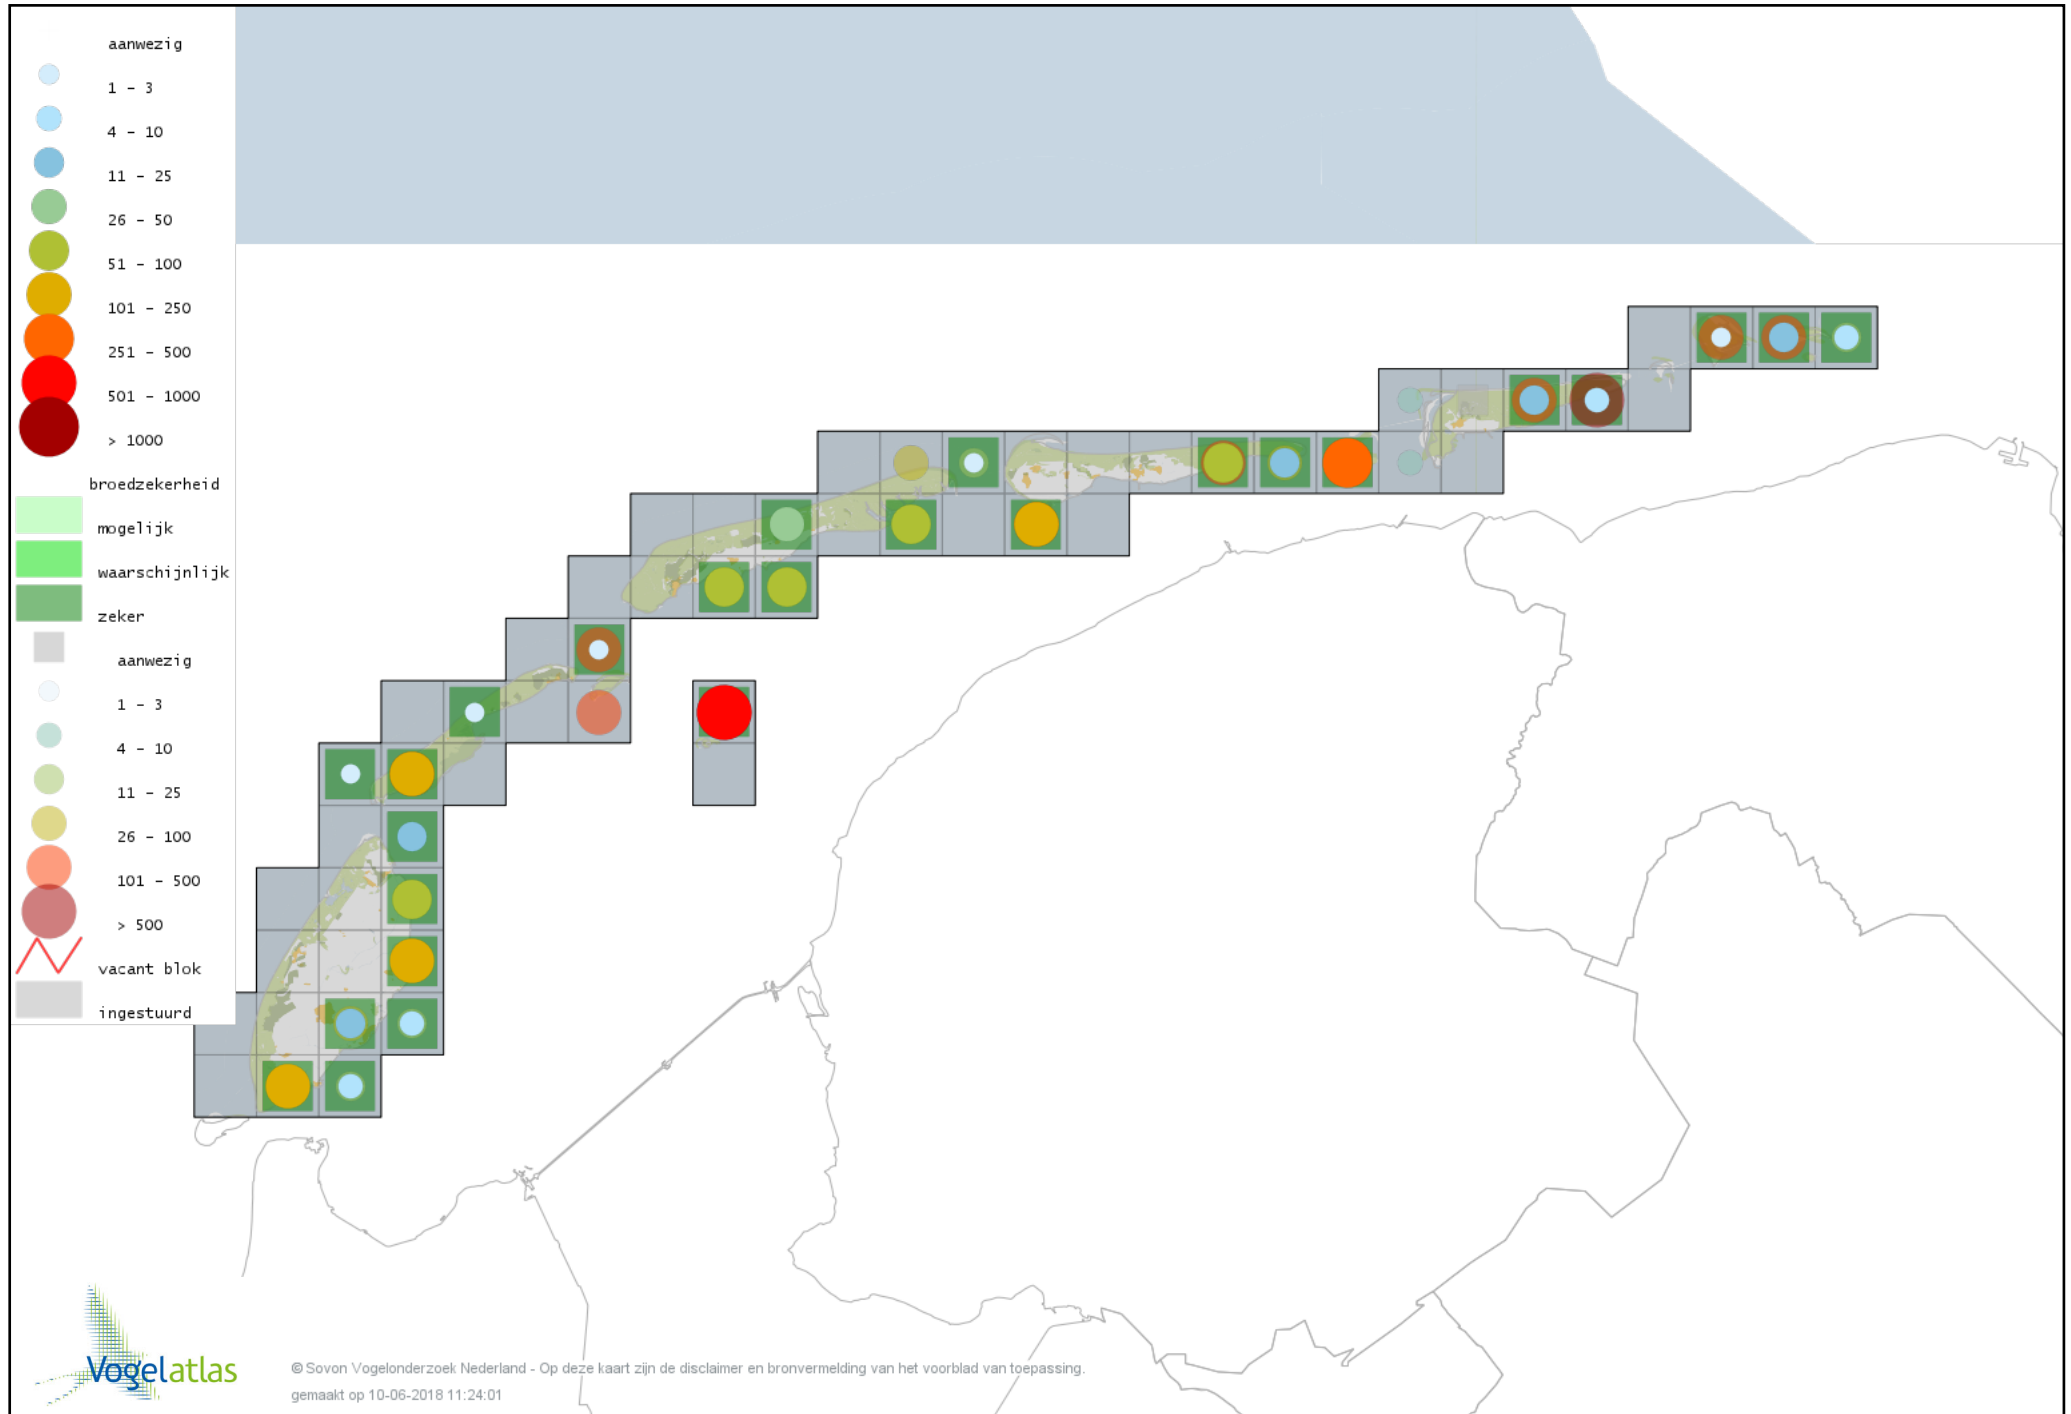 aanwezig
1 – 3
4 – 10
11 – 25
26 – 50
51 – 100
101 – 250
251 – 500
501 – 1000
> 1000
broedzekerheid
mogelijk
waarschijnlijk
zeker
aanwezig
1 – 3
4 – 10
11 – 25
26 – 100
101 – 500
> 500
vacant blok
ingestuurd
Vogelatlas
© Sovon Vogelonderzoek Nederland - Op deze kaart zijn de disclaimer en bronvermelding van het voorblad van toepassing.
gemaakt op 10-06-2018 11:24:01